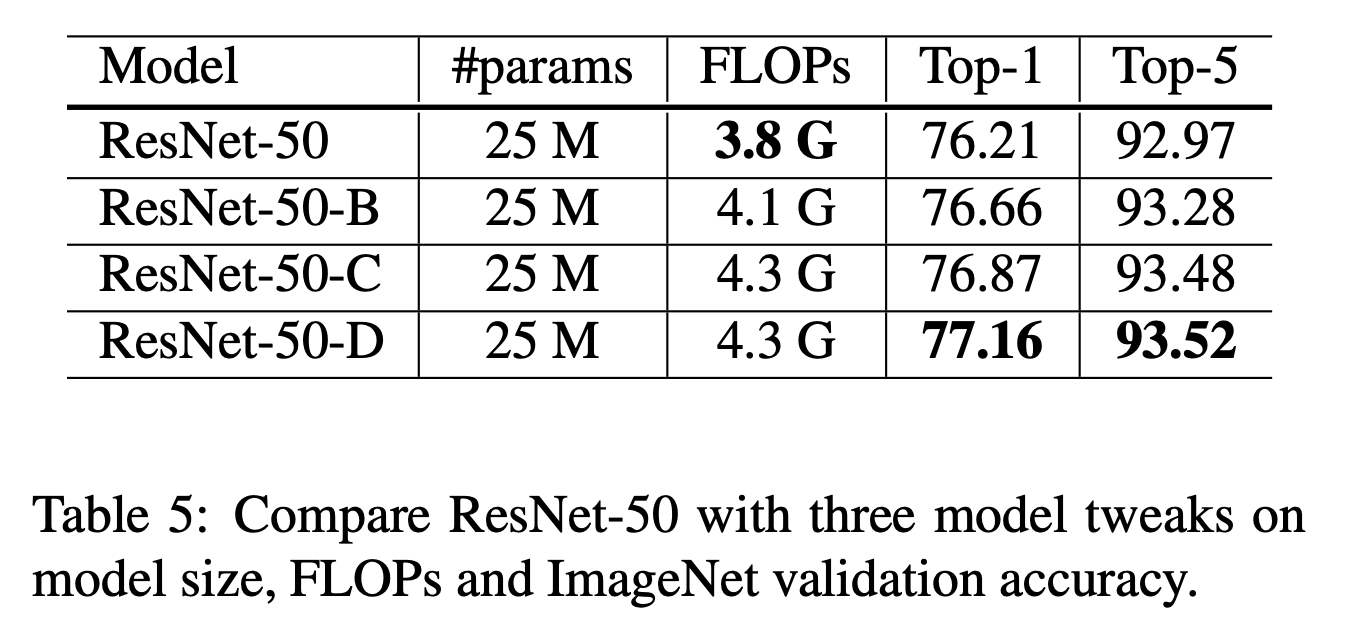 Model #params FLOPs Top-1 Top-5
ResNet-50 25 M 3.8 G 76.21 92.97
ResNet-50-B 25 M 4.1 G 76.66 93.28
ResNet-50-C 25 M 4.3 G 76.87 93.48
ResNet-50-D 25 M 4.3 G 77.16 93.52
Table 5: Compare ResNet-50 with three model tweaks on
model size, FLOPs and ImageNet validation accuracy.